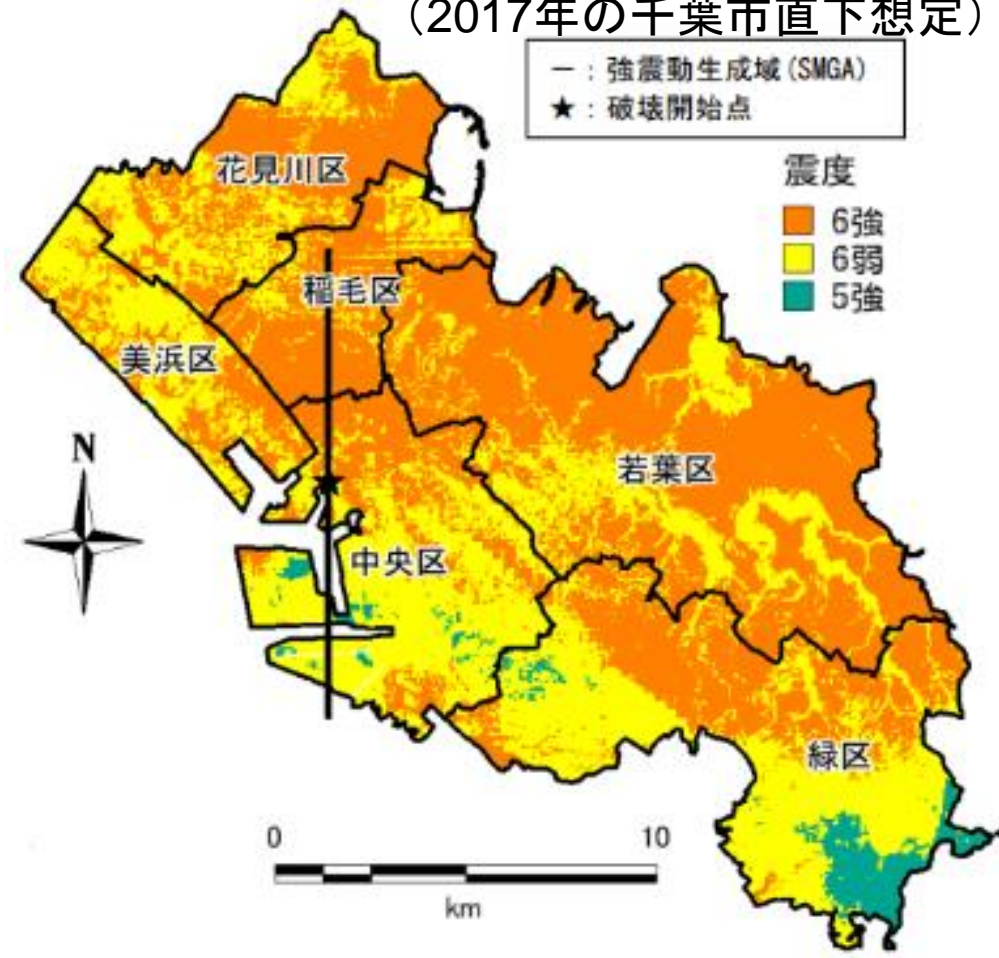 （2017年の千葉市直下想定）
－：強震動生成域(SMGA)
★：破壊開始点
震度
6強
6弱
5強
花見川区
稲毛区
美浜区
若葉区
中央区
緑区
N
0 10
km